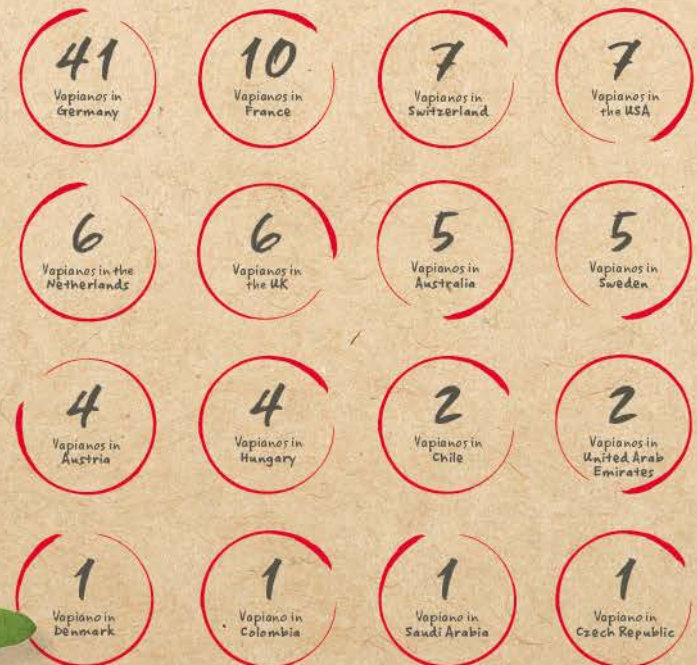 41
Vapianos in
Germany
10
Vapianos in
France
7
Vapianos in
Switzerland
7
Vapianos in
the USA
6
Vapianos in the
Netherlands
6
Vapianos in
the UK
5
Vapianos in
Australia
5
Vapianos in
Sweden
4
Vapianos in
Austria
4
Vapianos in
Hungary
2
Vapianos in
Chile
2
Vapianos in
United Arab
Emirates
1
Vapiano in
Denmark
1
Vapiano in
Colombia
1
Vapiano in
Saudi Arabia
1
Vapiano in
Czech Republic